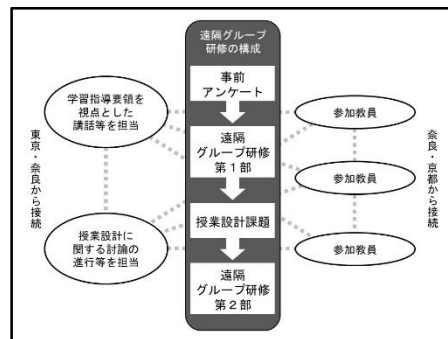 遠隔グループ
研修の構成
事前
アンケート
遠隔
グループ研修
第1部
授業設計課題
遠隔
グループ研修
第2部
東京・奈良から接続
学習指導要領を
視点とした
講話等を担当
授業設計に
関する討論の
進行等を担当
参加教員
参加教員
参加教員
奈良・京都から接続